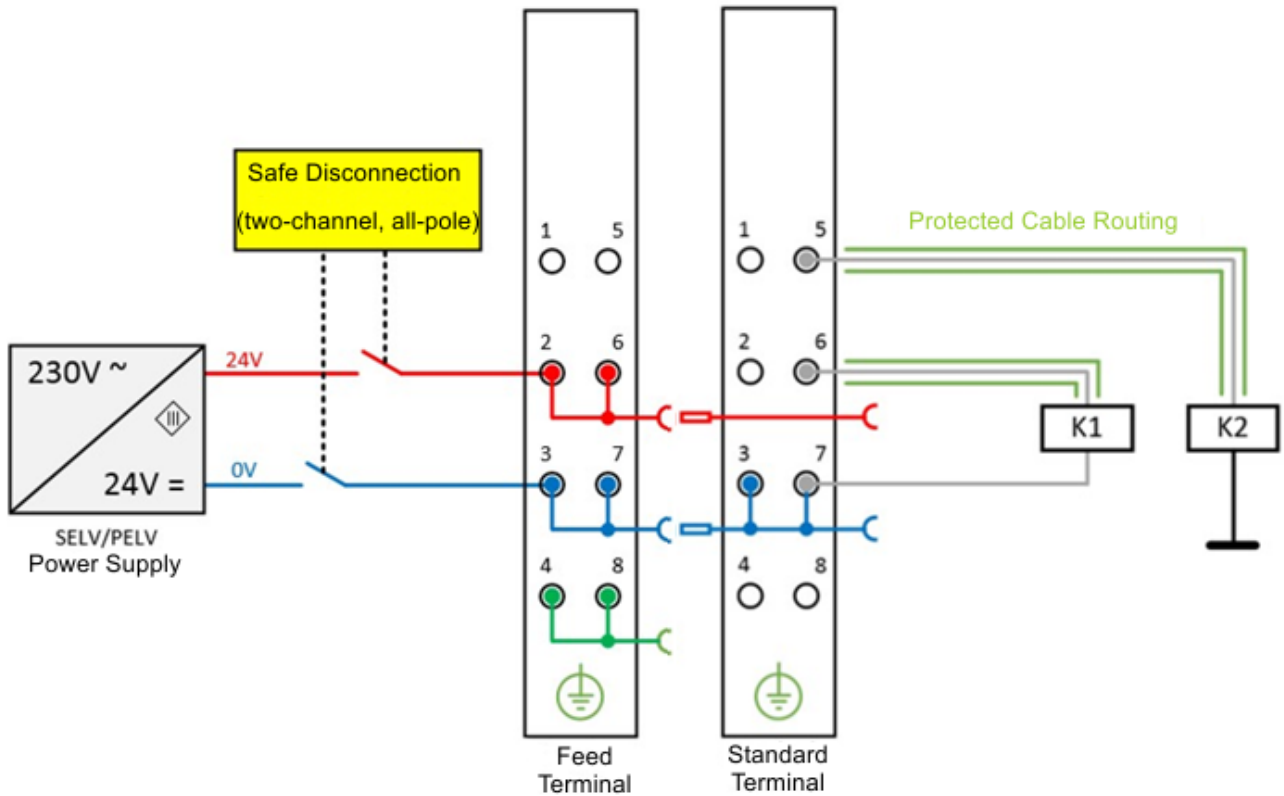 Safe Disconnection
(two-channel, all-pole)
230V ~
III
24V =
SELV/PELV
Power Supply
24V
0V
1 5
2 6
3 7
4 8
Feed
Terminal
1 5
2 6
3 7
4 8
Standard
Terminal
Protected Cable Routing
K1
K2